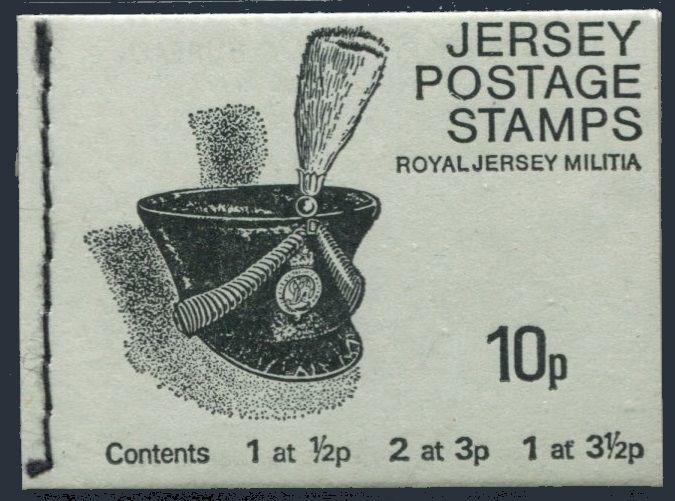 JERSEY
POSTAGE
STAMPS
ROYAL JERSEY MILITIA
10p
Contents 1 at ½p 2 at 3p 1 at 3½p